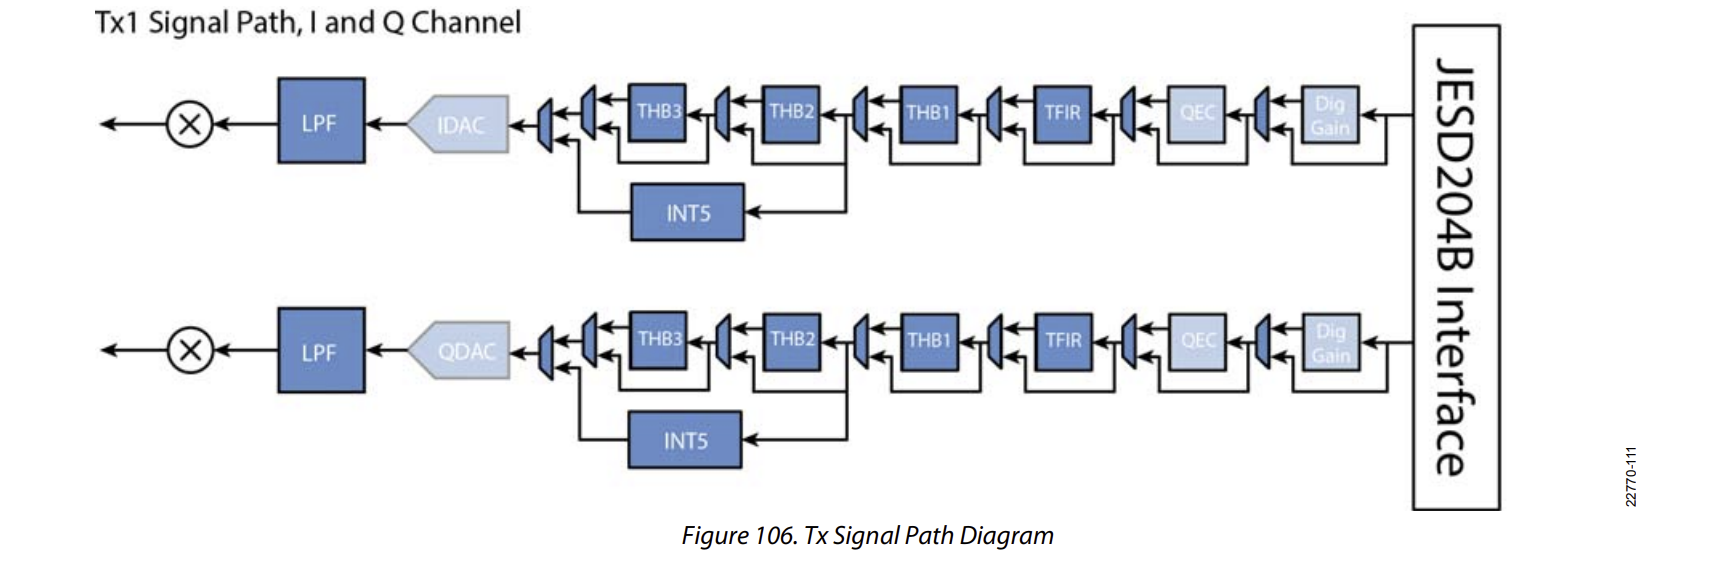 Tx1 Signal Path, I and Q Channel
LPF
IDAC
THB3
THB2
THB1
TFIR
QEC
Dig
Gain
INT5
JESD204B Interface
LPF
QDAC
THB3
THB2
THB1
TFIR
QEC
Dig
Gain
INT5
22770-111
Figure 106. Tx Signal Path Diagram